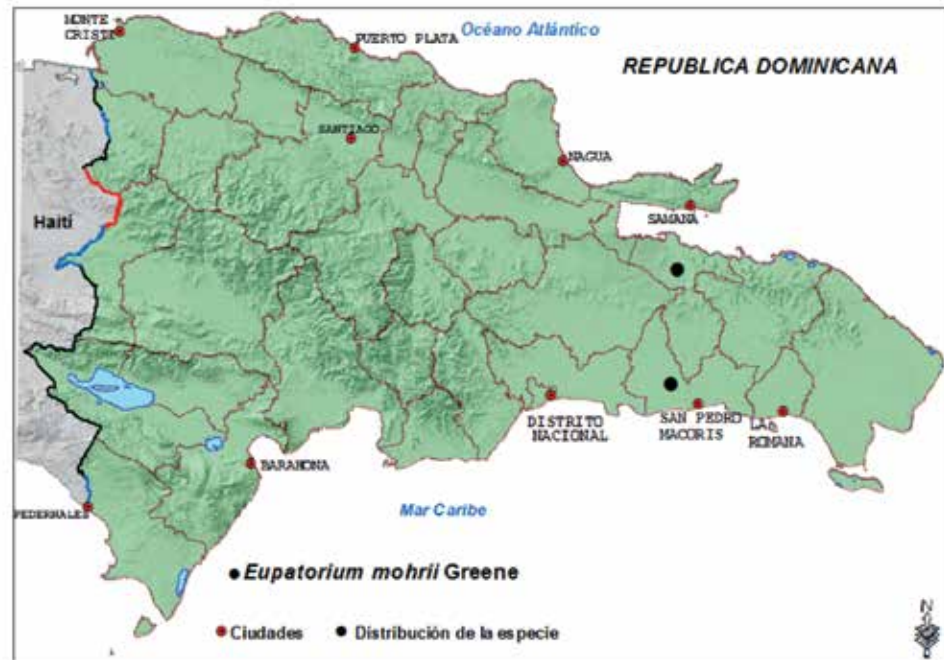 MONTE
CRISTI
PUERTO PLATA
Océano Atlántico
REPUBLICA DOMINICANA
SANTIAGO
NAGUA
Haití
SAMANA
DISTRITO
NACIONAL
SAN PEDRO
MACORIS
LA
ROMANA
BARAHONA
PEDERNALES
Mar Caribe
Eupatorium mohrii Greene
Ciudades
Distribución de la especie
N